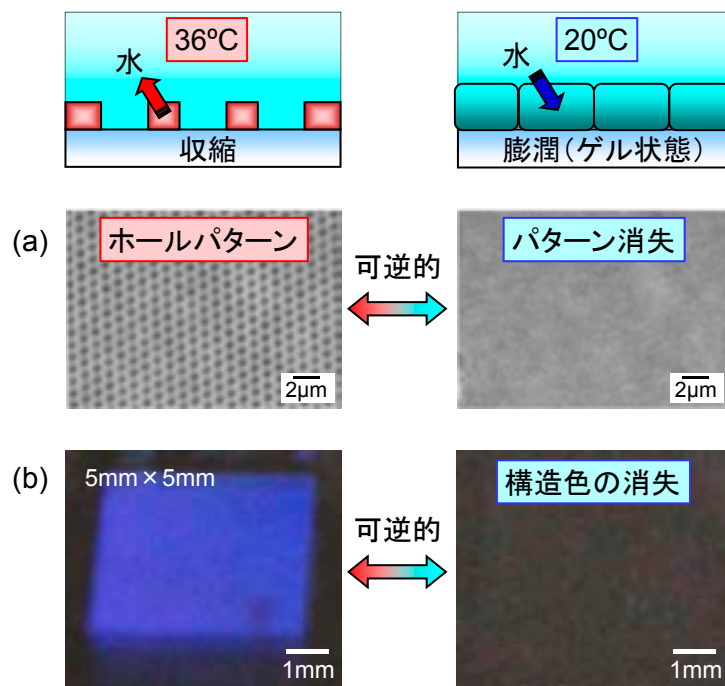 36ºC
水
収縮
20ºC
水
膨潤(ゲル状態)
(a)
ホールパターン
2μm
可逆的
パターン消失
2μm
(b)
5mm×5mm
1mm
可逆的
構造色の消失
1mm